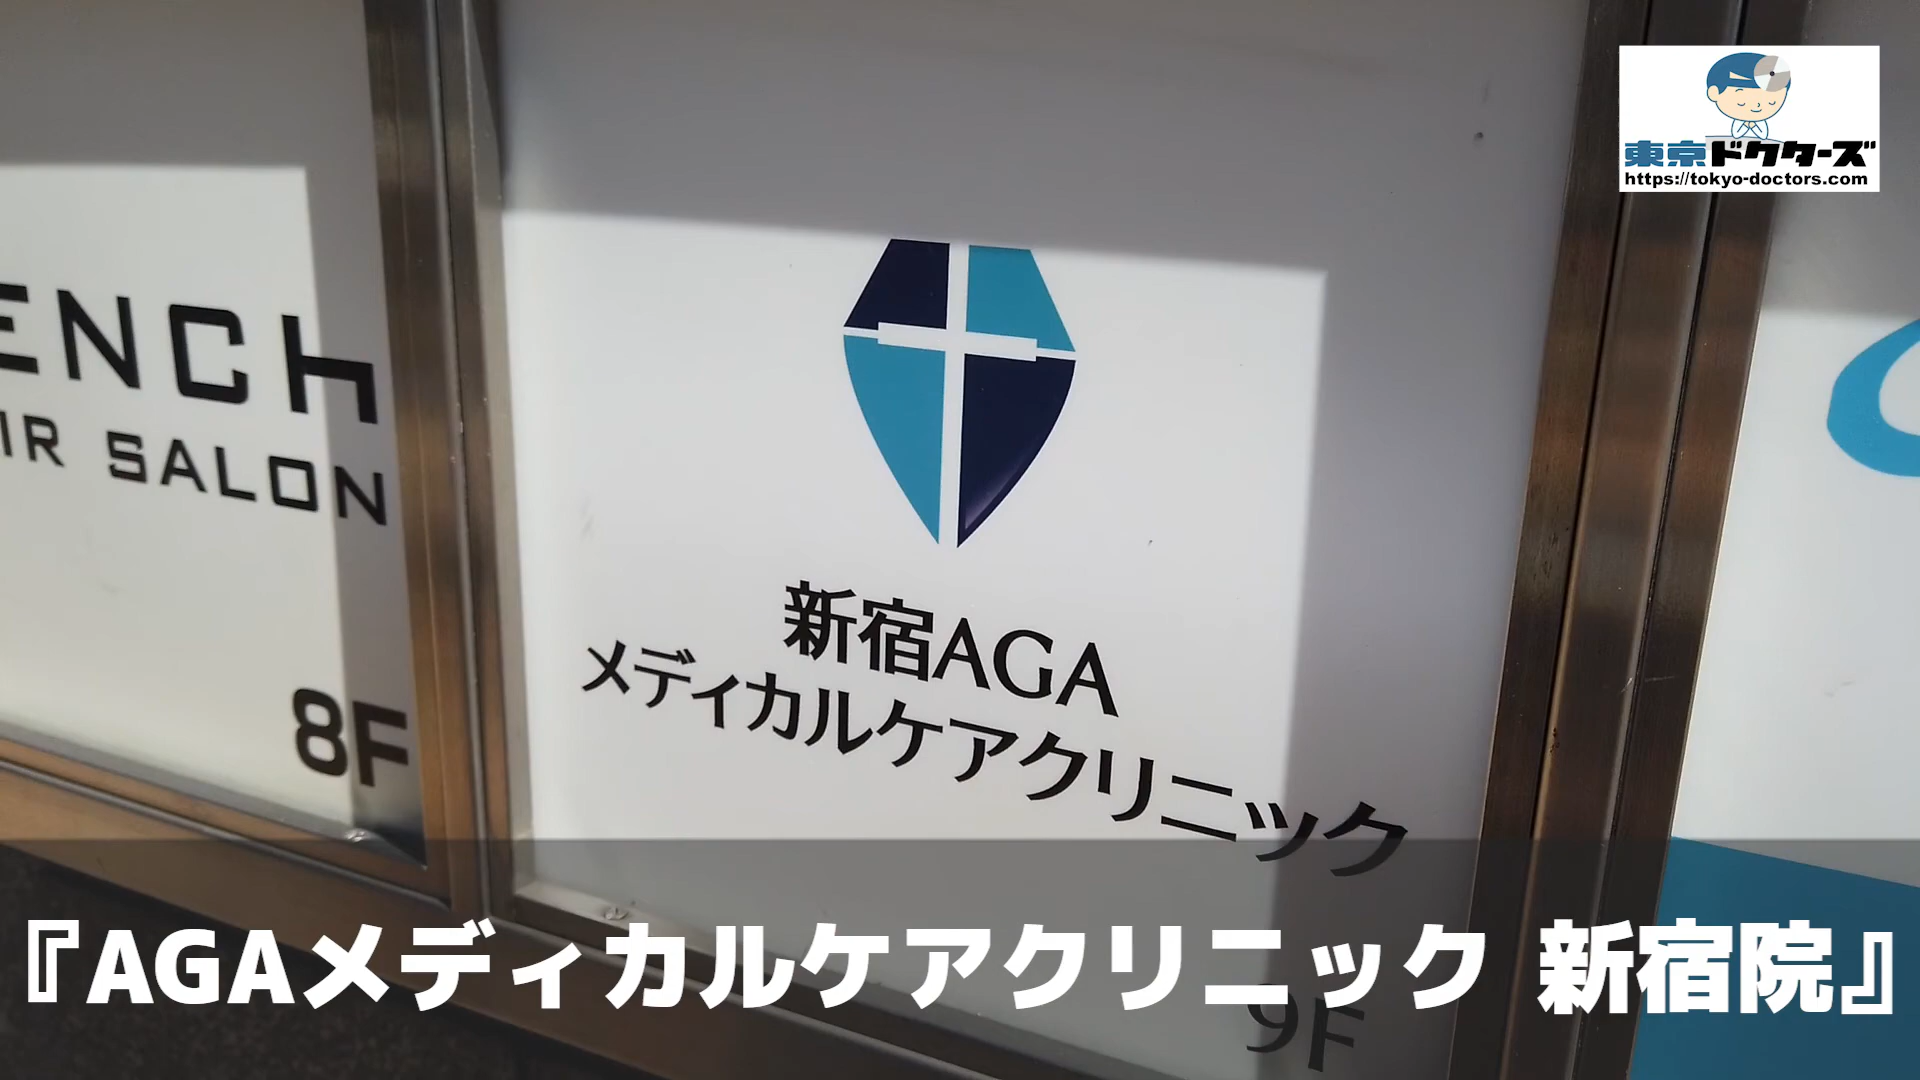 東京ドクターズ
https://tokyo-doctors.com
ENCH
IR SALON
8F
新宿AGA
メディカルケアクリニック
9F
『AGAメディカルケアクリニック 新宿院』